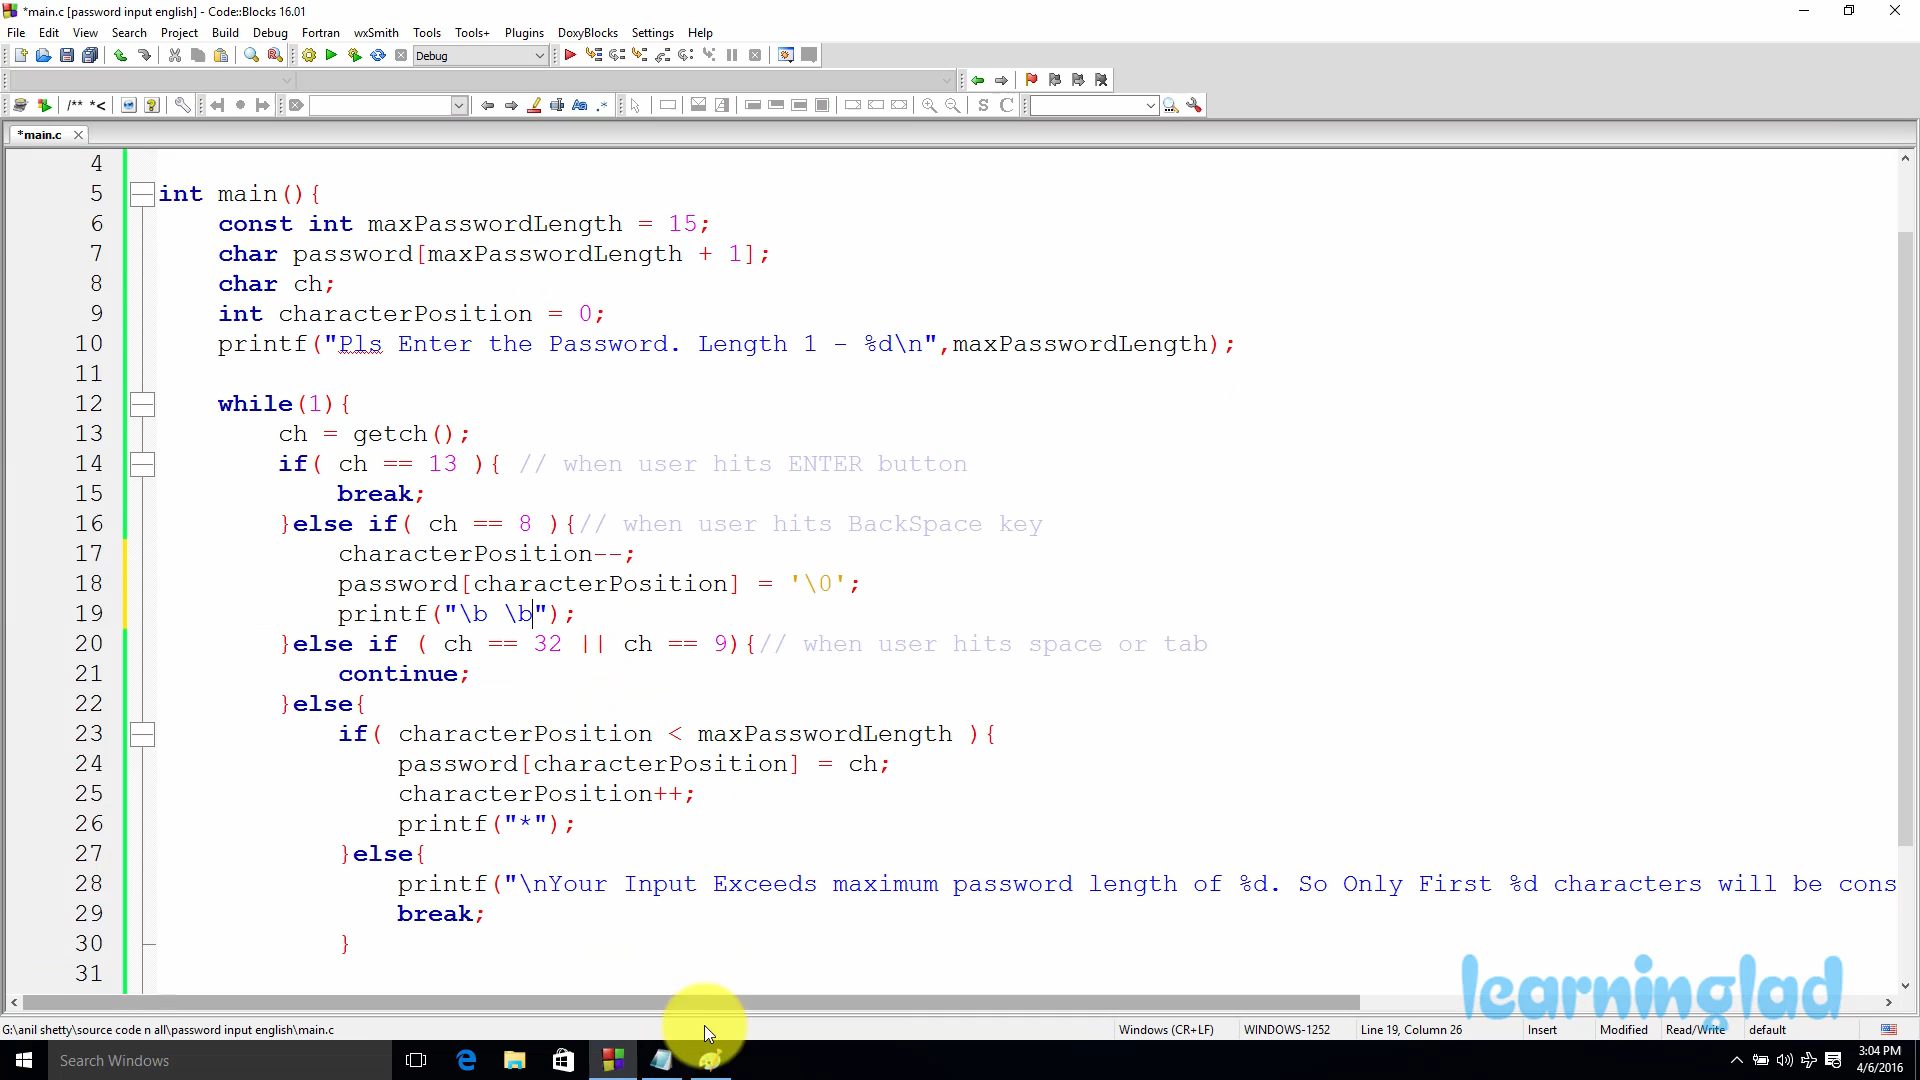 *main.c [password input english] - Code::Blocks 16.01
File Edit View Search Project Build Debug Fortran wxSmith Tools Tools+ Plugins DoxyBlocks Settings Help
Debug
/** *<
Aa .* S C
*main.c
4
5 int main(){
6 const int maxPasswordLength = 15;
7 char password[maxPasswordLength + 1];
8 char ch;
9 int characterPosition = 0;
10 printf("Pls Enter the Password. Length 1 - %d\n",maxPasswordLength);
11
12 while(1){
13 ch = getch();
14 if( ch == 13 ){ // when user hits ENTER button
15 break;
16 }else if( ch == 8 ){// when user hits BackSpace key
17 characterPosition--;
18 password[characterPosition] = '\0';
19 printf("\b \b");
20 }else if ( ch == 32 || ch == 9){// when user hits space or tab
21 continue;
22 }else{
23 if( characterPosition < maxPasswordLength ){
24 password[characterPosition] = ch;
25 characterPosition++;
26 printf("*");
27 }else{
28 printf("\nYour Input Exceeds maximum password length of %d. So Only First %d characters will be cons
29 break;
30 }
31
learninglad
G:\anil shetty\source code n all\password input english\main.c Windows (CR+LF) WINDOWS-1252 Line 19, Column 26 Insert Modified Read/Write default
Search Windows
3:04 PM
4/6/2016